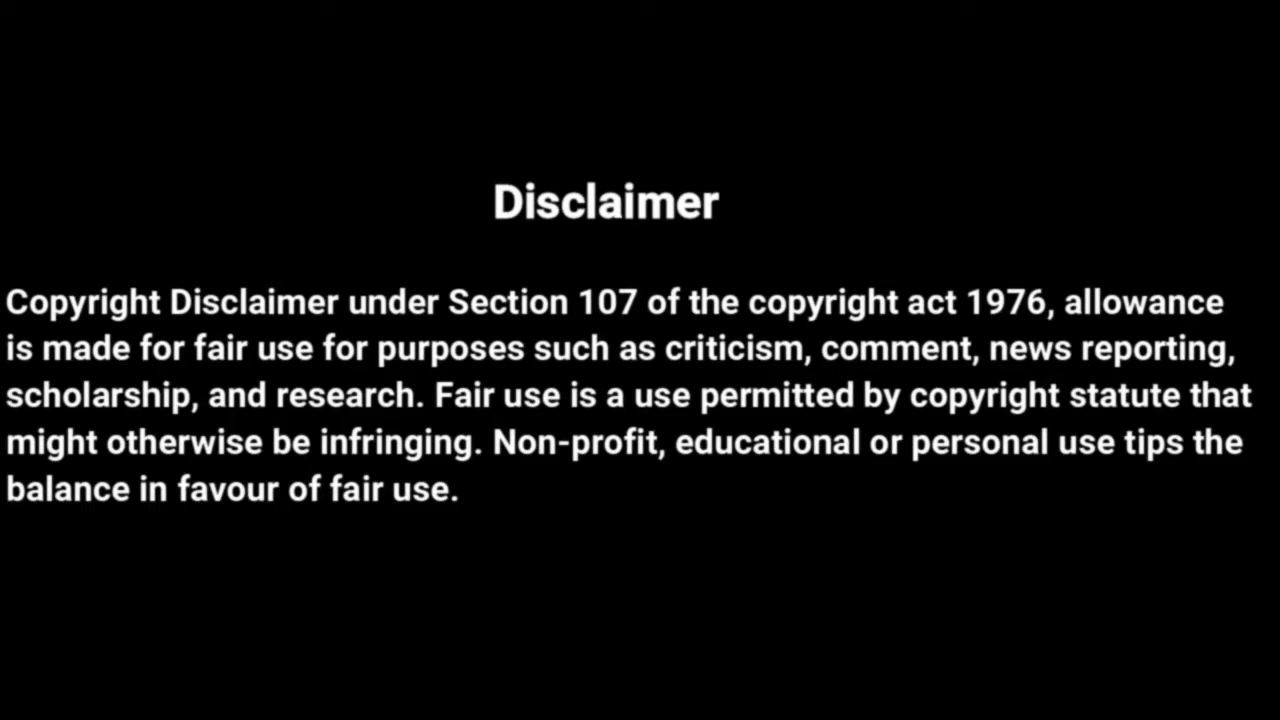 Disclaimer
Copyright Disclaimer under Section 107 of the copyright act 1976, allowance
is made for fair use for purposes such as criticism, comment, news reporting,
scholarship, and research. Fair use is a use permitted by copyright statute that
might otherwise be infringing. Non-profit, educational or personal use tips the
balance in favour of fair use.